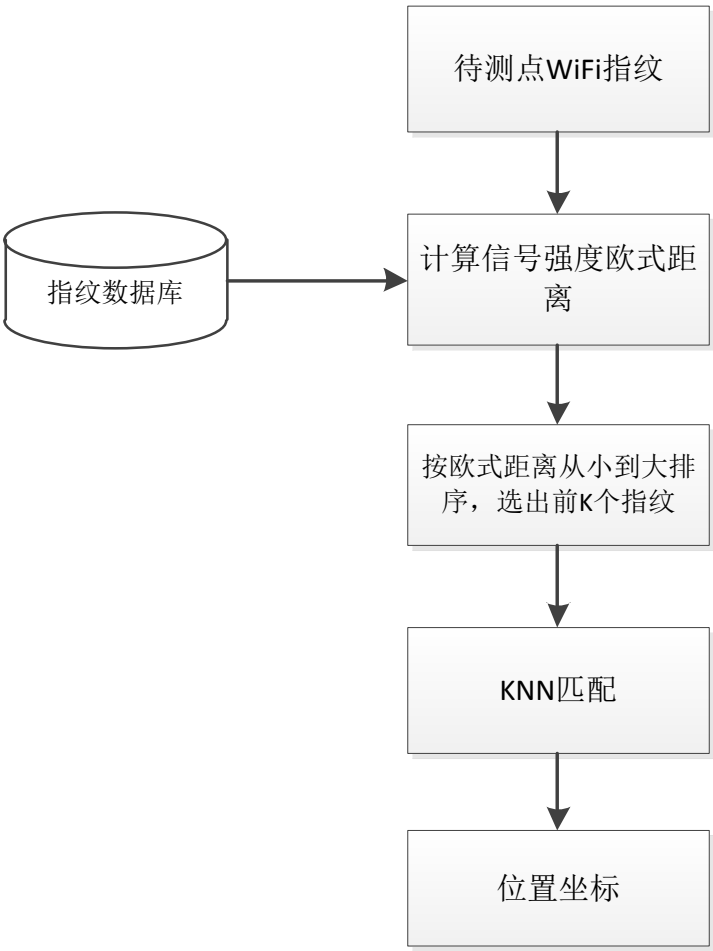 待测点WiFi指纹
指纹数据库
计算信号强度欧式距
离
按欧式距离从小到大排
序，选出前K个指纹
KNN匹配
位置坐标